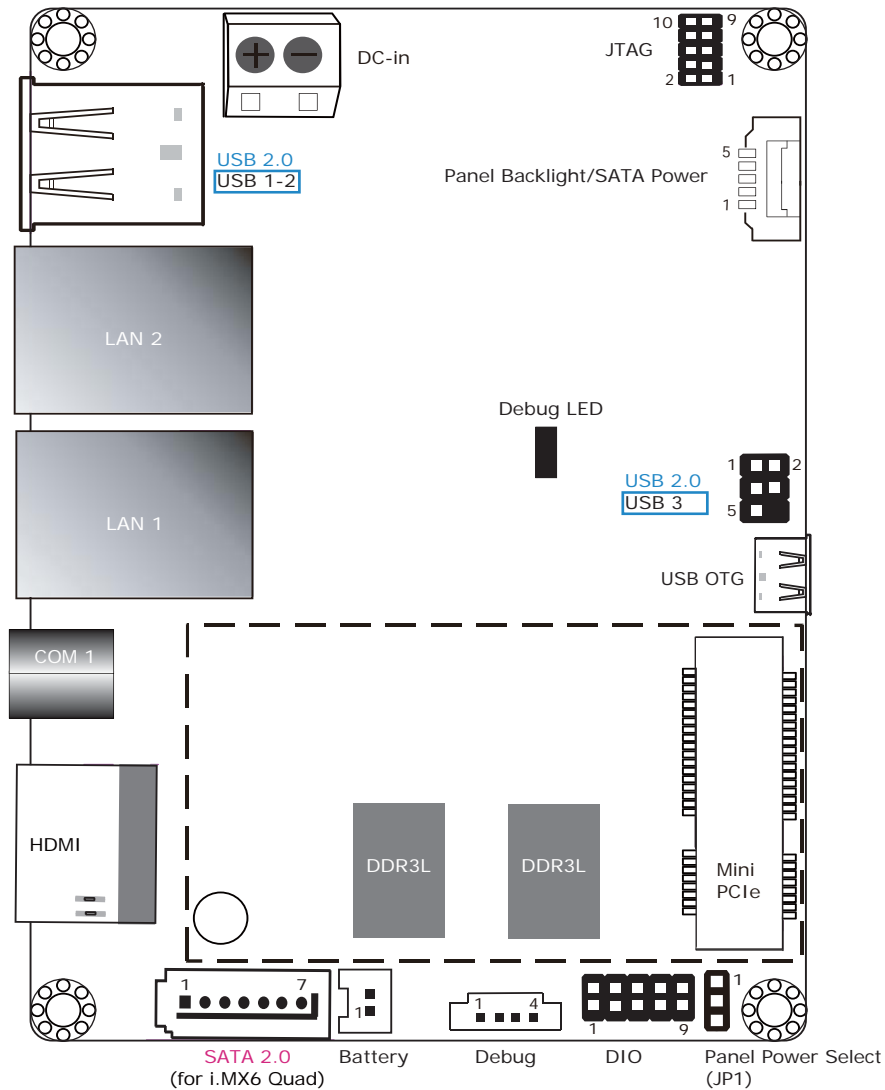 10 9
JTAG
2 1
+ −
DC-in
USB 2.0
USB 1-2
5
Panel Backlight/SATA Power
1
LAN 2
Debug LED
1 2
USB 2.0
USB 3
5
LAN 1
USB OTG
COM 1
HDMI
DDR3L
DDR3L
Mini
PCIe
1 7
1
1 4
1 9
1
SATA 2.0
(for i.MX6 Quad)
Battery
Debug
DIO
Panel Power Select
(JP1)